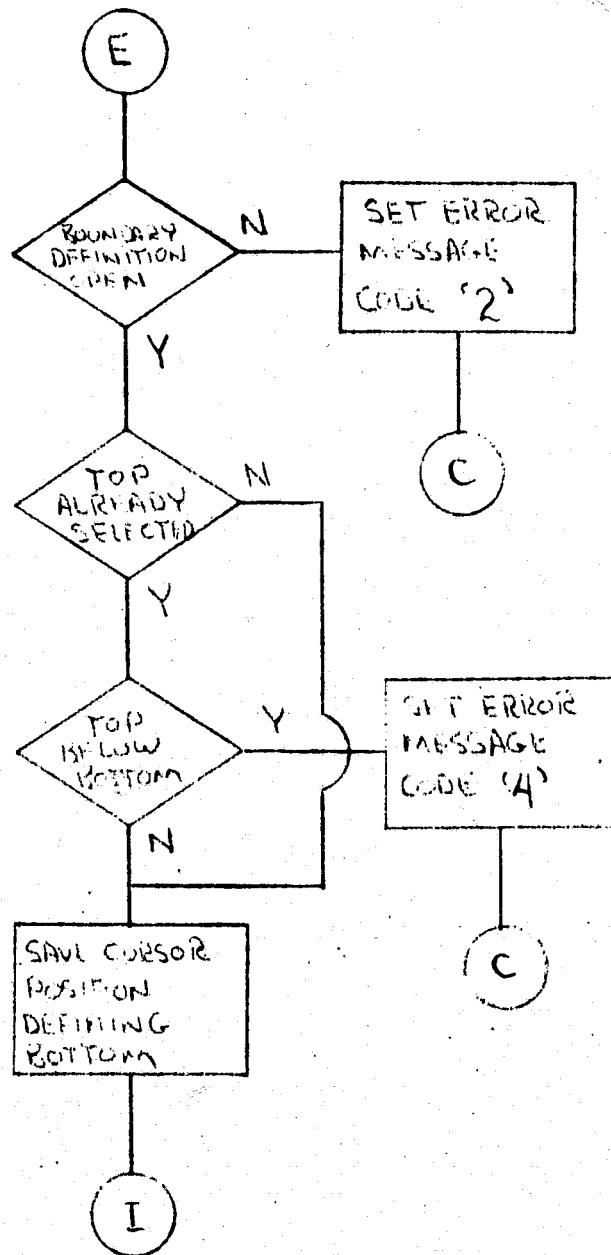 E
BOUNDARY
DEFINITION
OPEN
N
SET ERROR
MESSAGE
CODE '2'
Y
C
TOP
ALREADY
SELECTED
N
Y
TOP
BELOW
BOTTOM
Y
SET ERROR
MESSAGE
CODE '4'
N
C
SAVE CURSOR
POSITION
DEFINING
BOTTOM
I